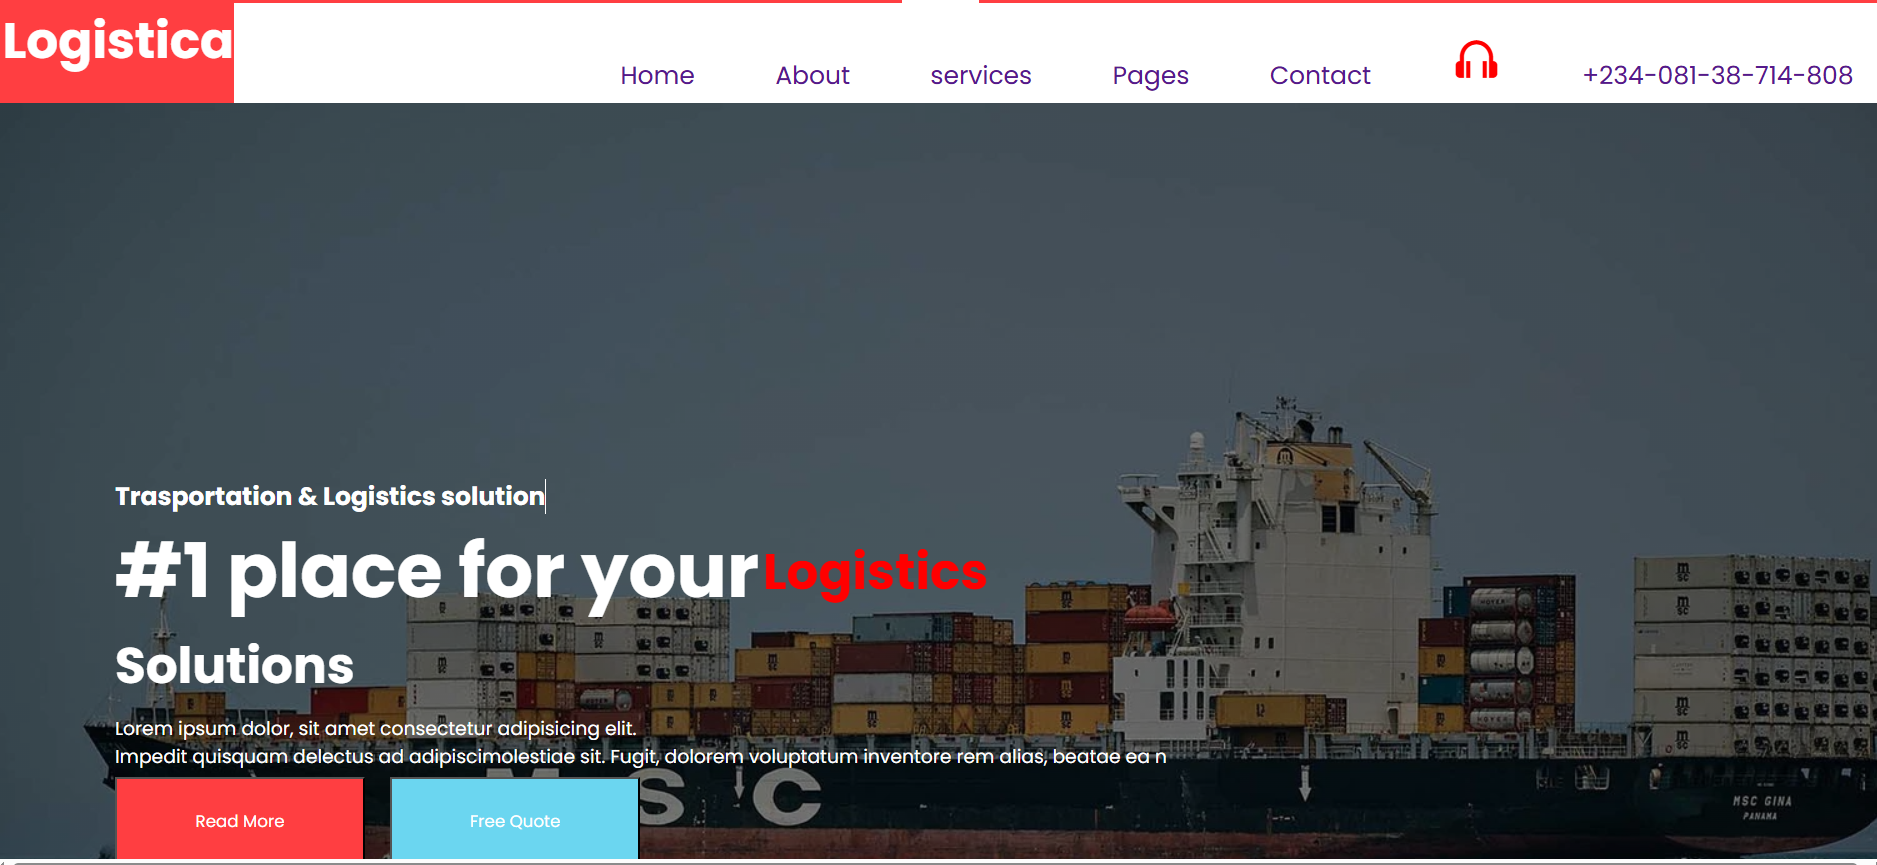 Logistica
Home About services Pages Contact +234-081-38-714-808
Trasportation & Logistics solution
#1 place for your Logistics
Solutions
Lorem ipsum dolor, sit amet consectetur adipisicing elit.
Impedit quisquam delectus ad adipiscimolestiae sit. Fugit, dolorem voluptatum inventore rem alias, beatae ea n
Read More Free Quote
M S C
MSC GINA
PANAMA